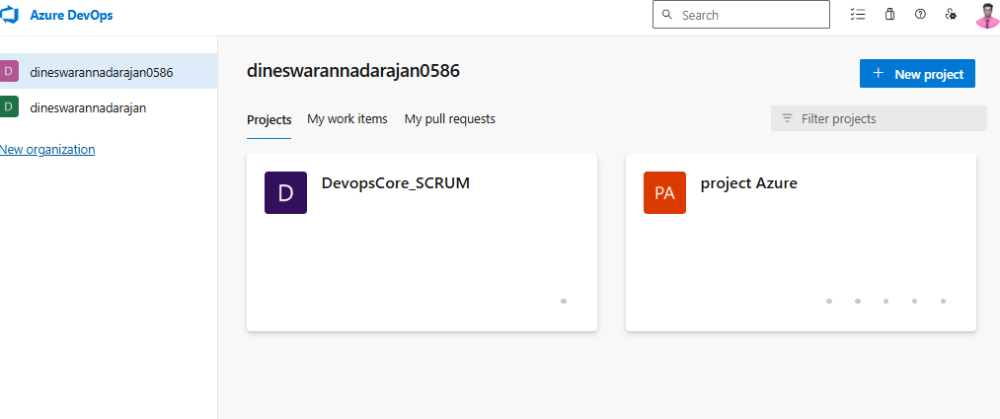 Azure DevOps
Search
D dineswarannadarajan0586
D dineswarannadarajan
New organization
dineswarannadarajan0586
+ New project
Projects My work items My pull requests
Filter projects
D DevopsCore_SCRUM
PA project Azure